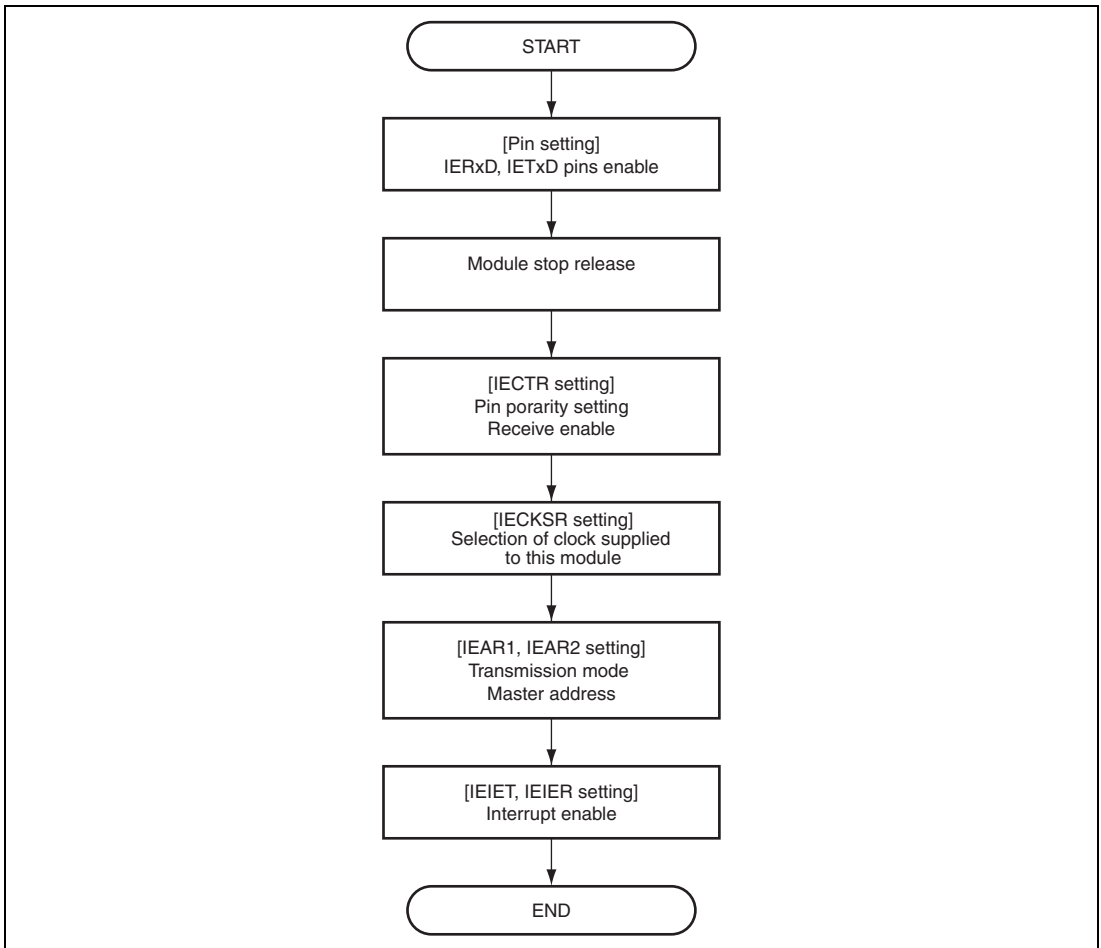 START
[Pin setting]
IERxD, IETxD pins enable
Module stop release
[IECTR setting]
Pin porarity setting
Receive enable
[IECKSR setting]
Selection of clock supplied
to this module
[IEAR1, IEAR2 setting]
Transmission mode
Master address
[IEIET, IEIER setting]
Interrupt enable
END